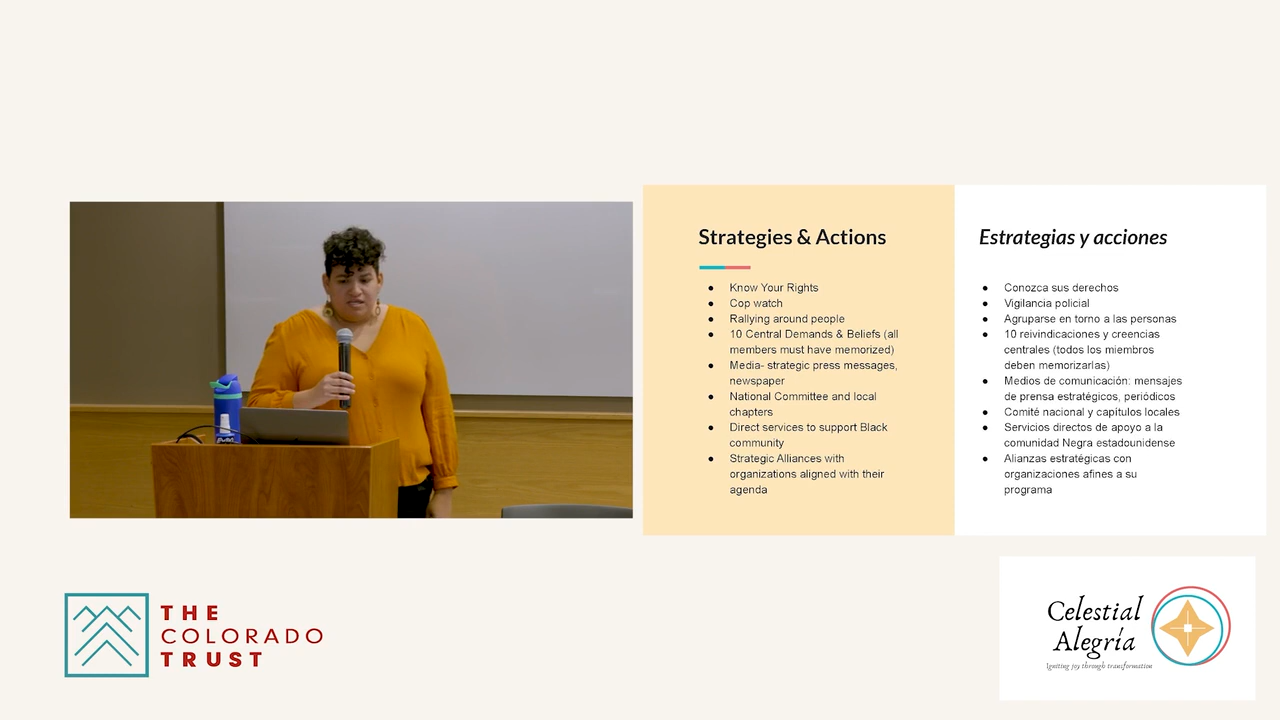 Strategies & Actions
● Know Your Rights
● Cop watch
● Rallying around people
● 10 Central Demands & Beliefs (all
members must have memorized)
● Media- strategic press messages,
newspaper
● National Committee and local
chapters
● Direct services to support Black
community
● Strategic Alliances with
organizations aligned with their
agenda
Estrategias y acciones
● Conozca sus derechos
● Vigilancia policial
● Agruparse en torno a las personas
● 10 reivindicaciones y creencias
centrales (todos los miembros
deben memorizarlas)
● Medios de comunicación: mensajes
de prensa estratégicos, periódicos
● Comité nacional y capítulos locales
● Servicios directos de apoyo a la
comunidad Negra estadounidense
● Alianzas estratégicas con
organizaciones afines a su
programa
THE
COLORADO
TRUST
Celestial
Alegría
Igniting joy through transformation